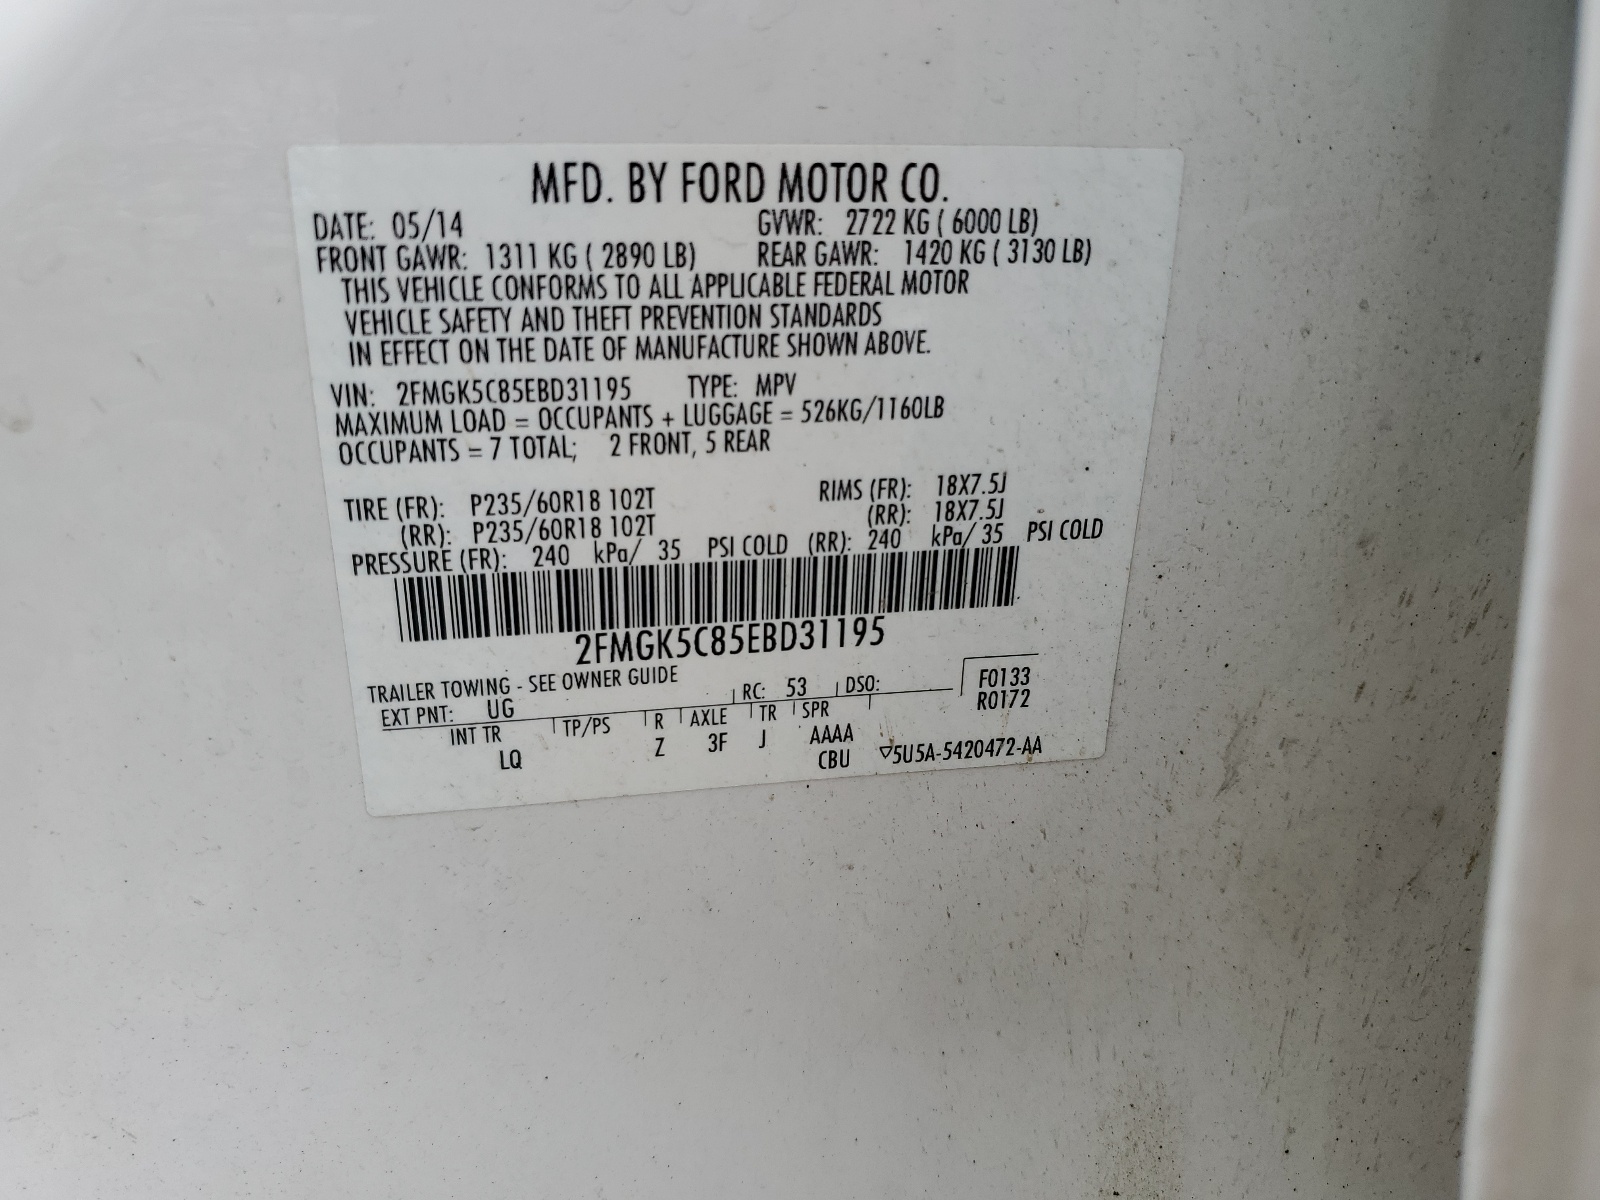 MFD. BY FORD MOTOR CO.
DATE: 05/14 GVWR: 2722 KG ( 6000 LB)
FRONT GAWR: 1311 KG ( 2890 LB) REAR GAWR: 1420 KG ( 3130 LB)
THIS VEHICLE CONFORMS TO ALL APPLICABLE FEDERAL MOTOR
VEHICLE SAFETY AND THEFT PREVENTION STANDARDS
IN EFFECT ON THE DATE OF MANUFACTURE SHOWN ABOVE.
VIN: 2FMGK5C85EBD31195 TYPE: MPV
MAXIMUM LOAD = OCCUPANTS + LUGGAGE = 526KG/1160LB
OCCUPANTS = 7 TOTAL; 2 FRONT, 5 REAR
TIRE (FR): P235/60R18 102T RIMS (FR): 18X7.5J
(RR): P235/60R18 102T (RR): 18X7.5J
PRESSURE (FR): 240 kPa/ 35 PSI COLD (RR): 240 kPa/ 35 PSI COLD
2FMGK5C85EBD31195
TRAILER TOWING - SEE OWNER GUIDE
EXT PNT: UG RC: 53 DSO: F0133
R0172
INT TR TP/PS R AXLE TR SPR
LQ Z 3F J AAAA
CBU ▽5U5A-5420472-AA